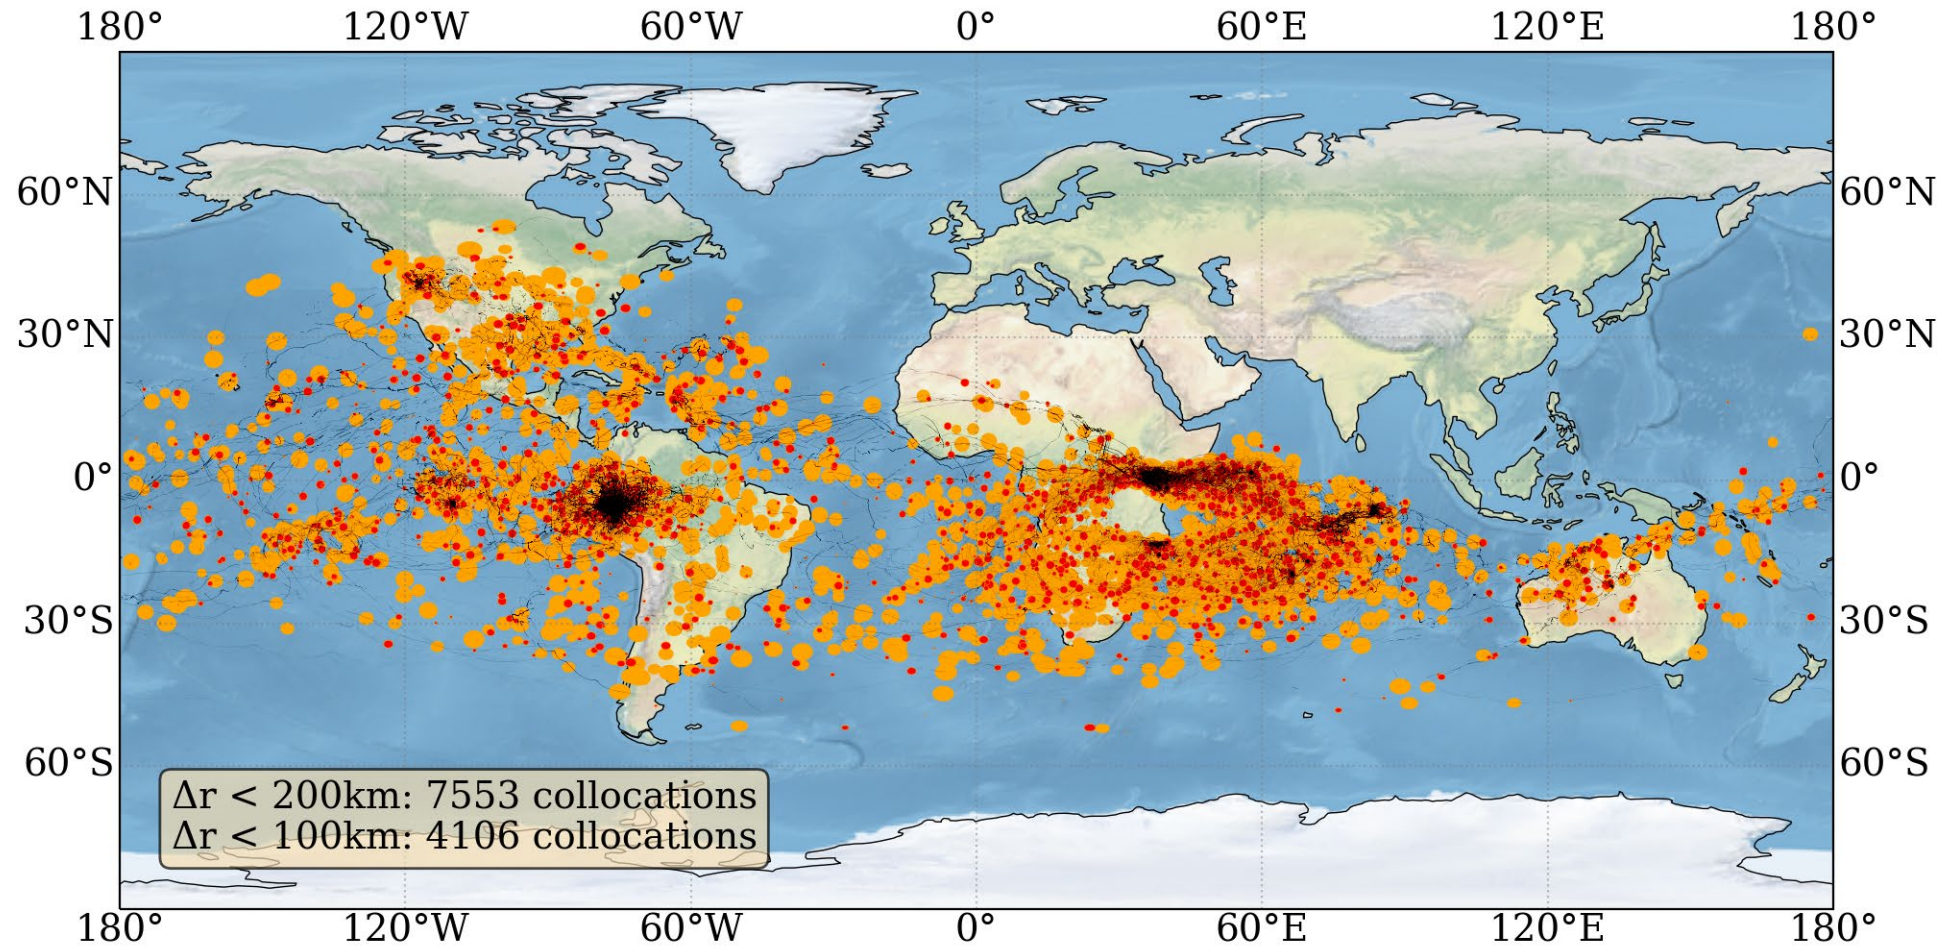 180° 120°W 60°W 0° 60°E 120°E 180°
60°N 60°N
30°N 30°N
0° 0°
30°S 30°S
60°S 60°S
Δr < 200km: 7553 collocations
Δr < 100km: 4106 collocations
180° 120°W 60°W 0° 60°E 120°E 180°